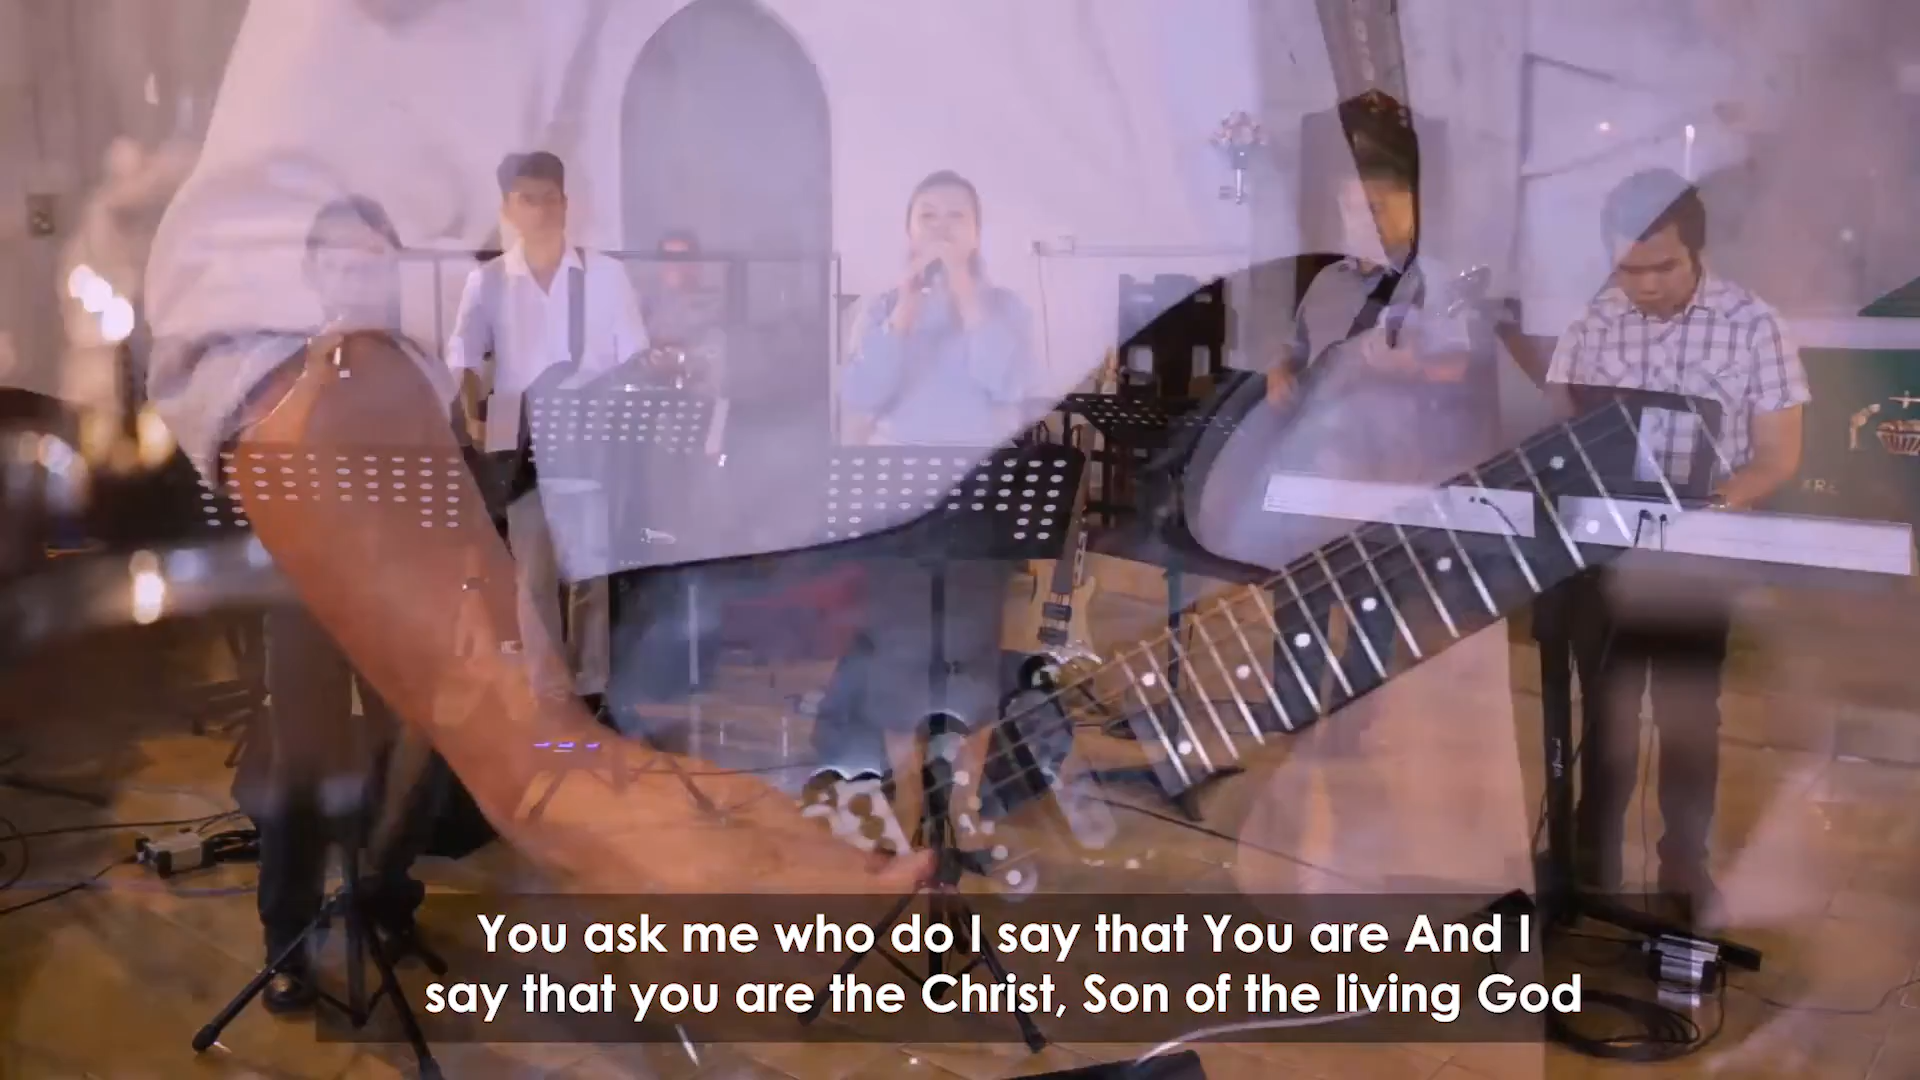 You ask me who do I say that You are And I
say that you are the Christ, Son of the living God